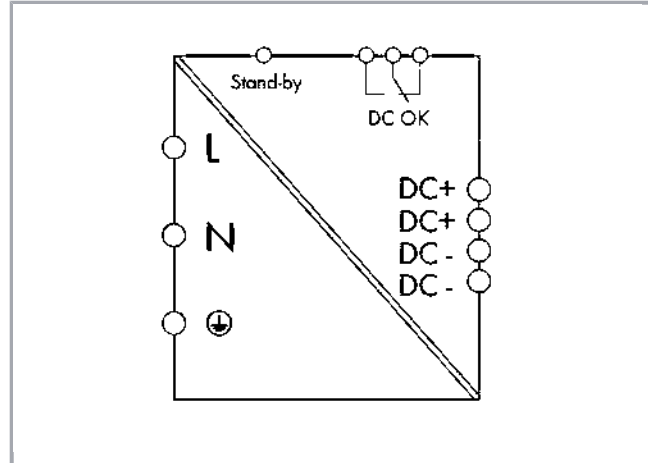 Stand-by
DC OK
L
N
DC+
DC+
DC -
DC -